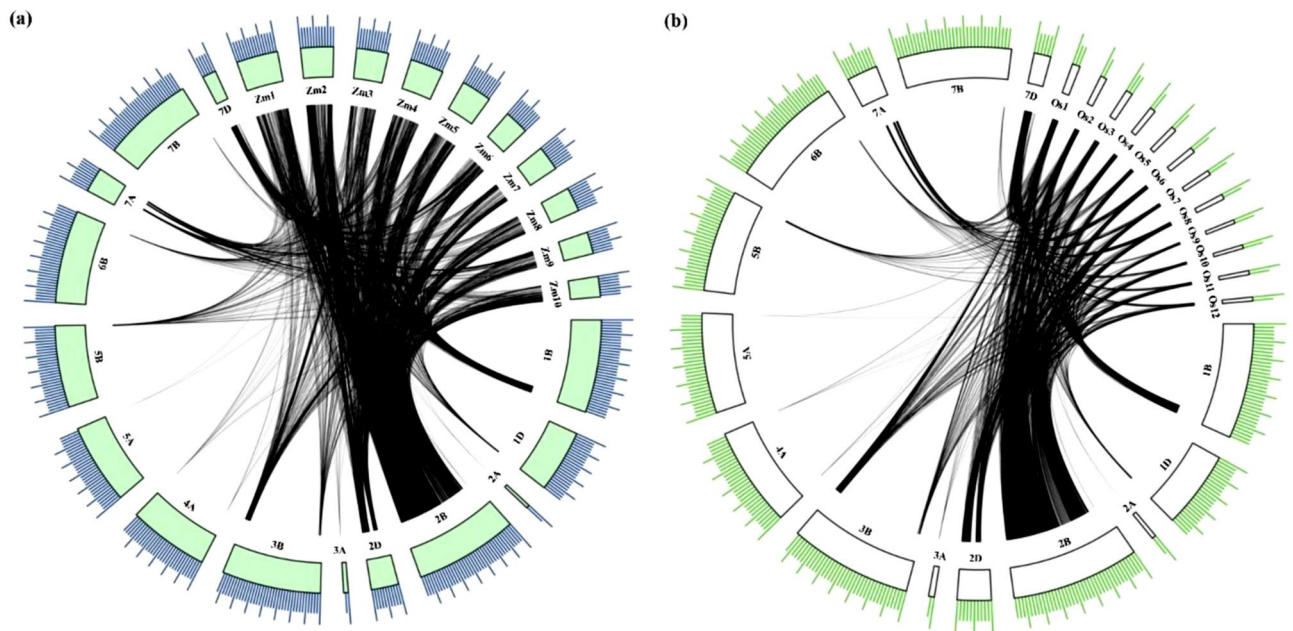 (a)
7D
Zm1
Zm2
Zm3
Zm4
Zm5
Zm6
Zm7
Zm8
Zm9
Zm10
1B
1D
2A
2B
2D
3A
3B
4A
5A
5B
6B
7A
7B
(b)
7D
Os1
Os2
Os3
Os4
Os5
Os6
Os7
Os8
Os9
Os10
Os11
Os12
1B
1D
2A
2B
2D
3A
3B
4A
5A
5B
6B
7A
7B